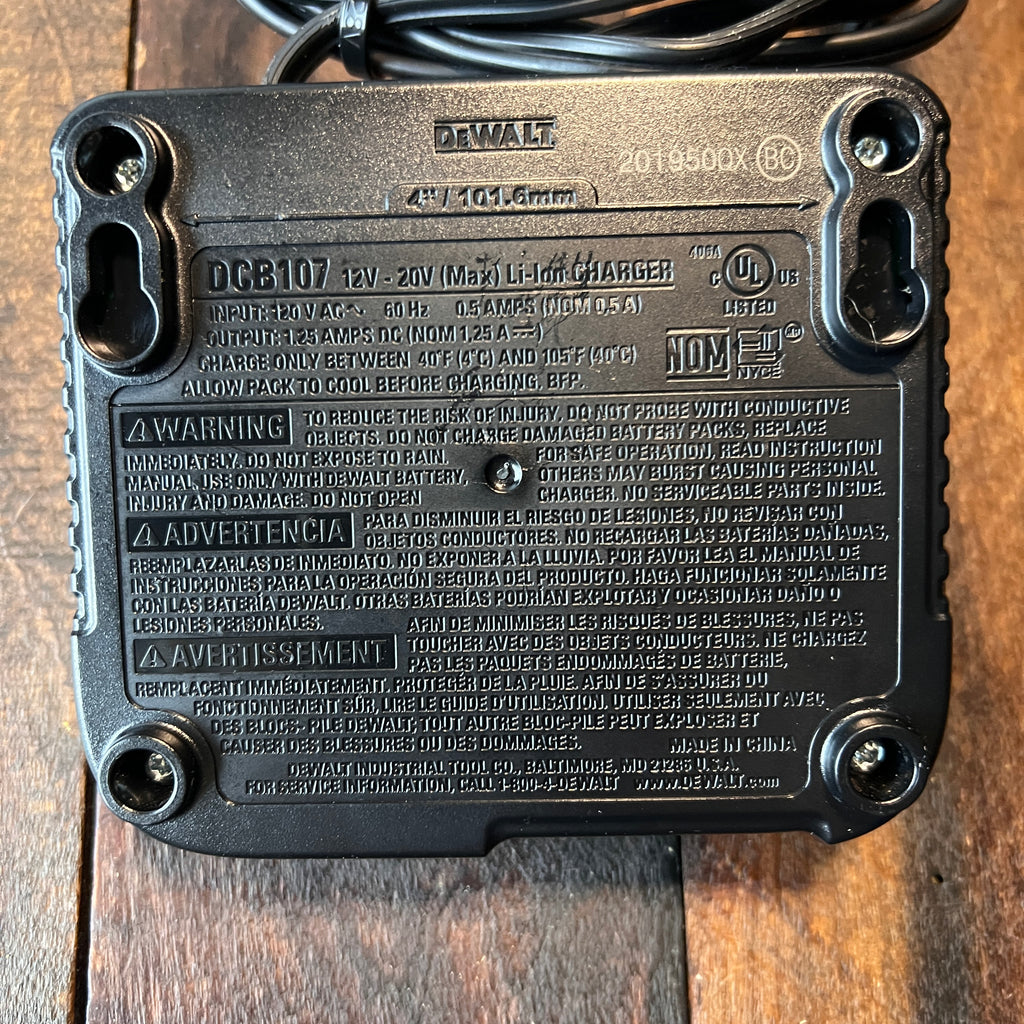 DEWALT
2019500X BC
4" / 101.6mm
DCB107 12V - 20V (Max) Li-Ion CHARGER
406A
C UL US
LISTED
INPUT: 120 V AC~ 60 Hz 0.5 AMPS (NOM 0,5 A)
OUTPUT: 1.25 AMPS DC (NOM 1,25 A ⎓)
CHARGE ONLY BETWEEN 40°F (4°C) AND 105°F (40°C)
NOM NYCE
ALLOW PACK TO COOL BEFORE CHARGING, BFP.
⚠WARNING TO REDUCE THE RISK OF INJURY, DO NOT PROBE WITH CONDUCTIVE
OBJECTS. DO NOT CHARGE DAMAGED BATTERY PACKS, REPLACE
IMMEDIATELY. DO NOT EXPOSE TO RAIN. FOR SAFE OPERATION, READ INSTRUCTION
MANUAL, USE ONLY WITH DEWALT BATTERY, OTHERS MAY BURST CAUSING PERSONAL
INJURY AND DAMAGE. DO NOT OPEN CHARGER. NO SERVICEABLE PARTS INSIDE.
⚠ADVERTENCIA PARA DISMINUIR EL RIESGO DE LESIONES, NO REVISAR CON
OBJETOS CONDUCTORES. NO RECARGAR LAS BATERÍAS DAÑADAS,
REEMPLAZARLAS DE INMEDIATO. NO EXPONER A LA LLUVIA. POR FAVOR LEA EL MANUAL DE
INSTRUCCIONES PARA LA OPERACIÓN SEGURA DEL PRODUCTO. HAGA FUNCIONAR SOLAMENTE
CON LAS BATERÍA DEWALT. OTRAS BATERÍAS PODRÍAN EXPLOTAR Y OCASIONAR DAÑO O
LESIONES PERSONALES.
⚠AVERTISSEMENT AFIN DE MINIMISER LES RISQUES DE BLESSURES, NE PAS
TOUCHER AVEC DES OBJETS CONDUCTEURS. NE CHARGEZ
PAS LES PAQUETS ENDOMMAGÉS DE BATTERIE,
REMPLACENT IMMÉDIATEMENT. PROTEGÉR DE LA PLUIE. AFIN DE S'ASSURER DU
FONCTIONNEMENT SÛR, LIRE LE GUIDE D'UTILISATION. UTILISER SEULEMENT AVEC
DES BLOCS- PILE DEWALT; TOUT AUTRE BLOC-PILE PEUT EXPLOSER ET
CAUSER DES BLESSURES OU DES DOMMAGES. MADE IN CHINA
DEWALT INDUSTRIAL TOOL CO., BALTIMORE, MD 21286 U.S.A.
FOR SERVICE INFORMATION, CALL 1-800-4-DEWALT WWW.DEWALT.com